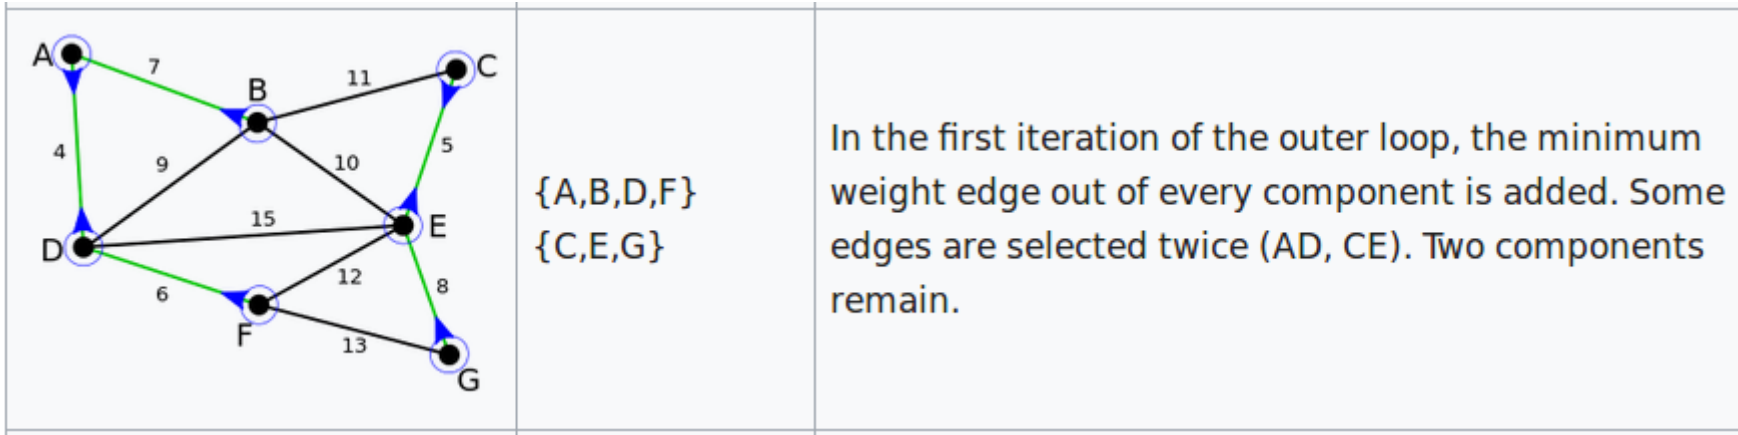 A
7
B
11
C
4
9
10
5
D
15
E
6
12
8
F
13
G
{A,B,D,F}
{C,E,G}
In the first iteration of the outer loop, the minimum
weight edge out of every component is added. Some
edges are selected twice (AD, CE). Two components
remain.